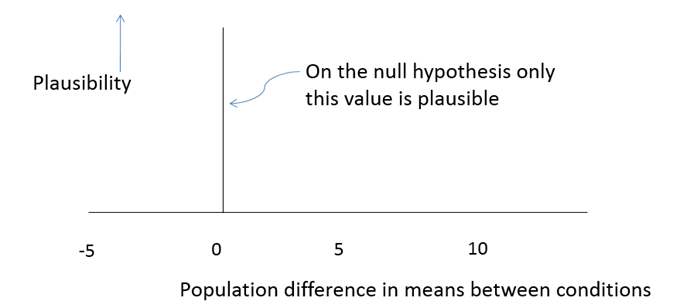 Plausibility
On the null hypothesis only
this value is plausible
-5 0 5 10
Population difference in means between conditions